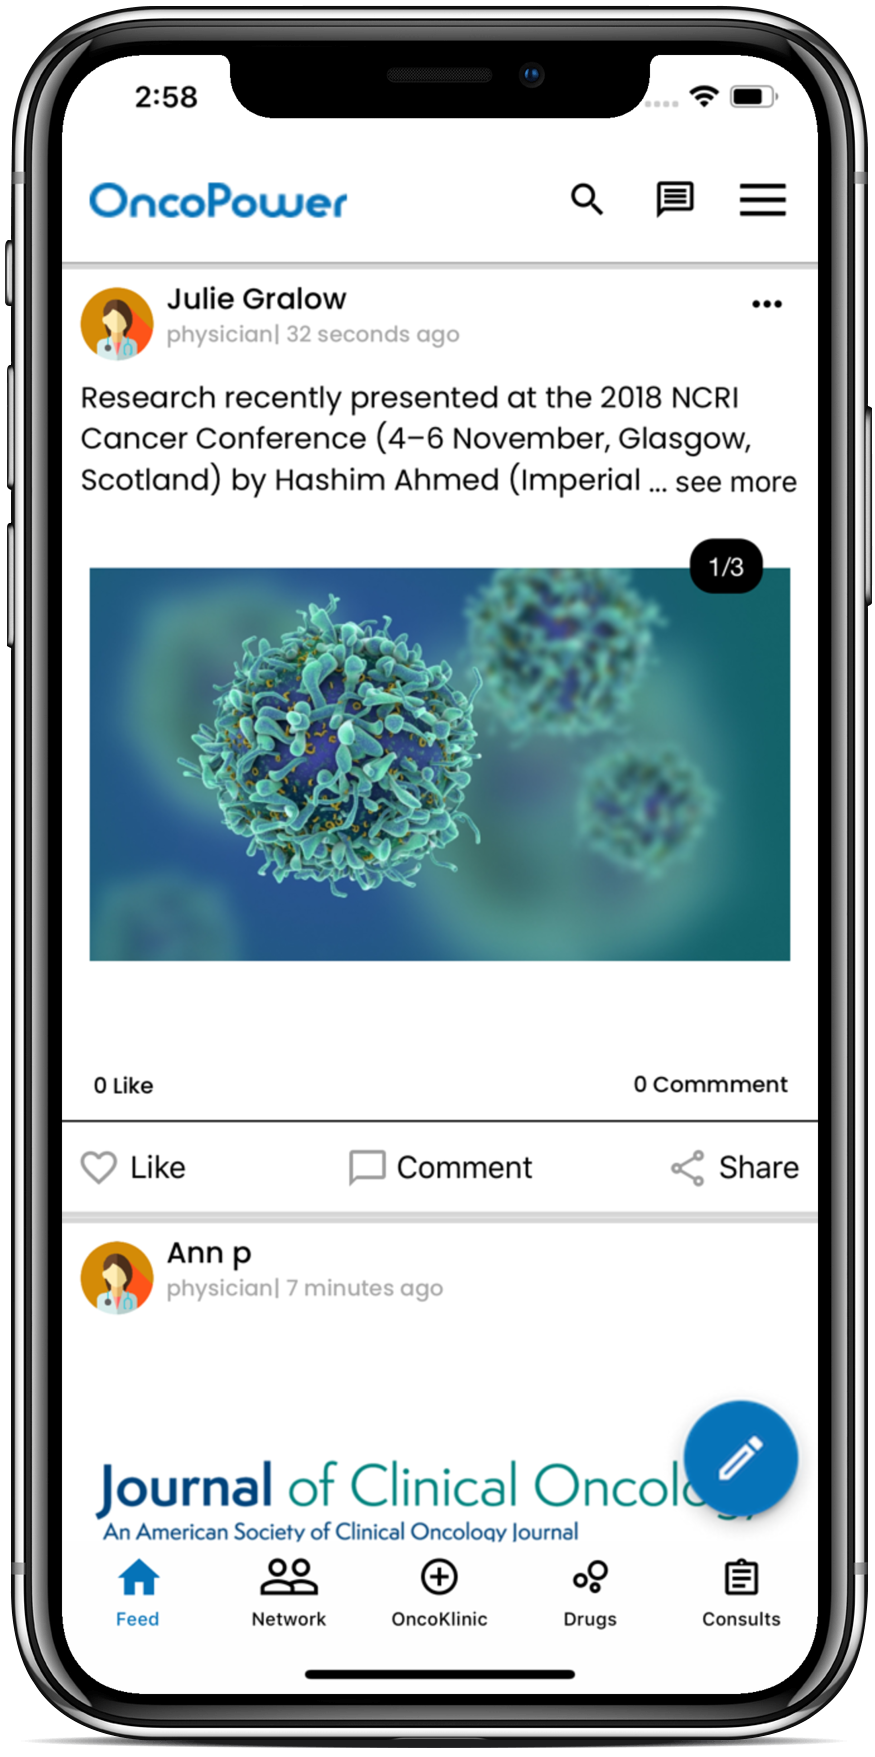 2:58
OncoPower
Julie Gralow
physician| 32 seconds ago
Research recently presented at the 2018 NCRI
Cancer Conference (4–6 November, Glasgow,
Scotland) by Hashim Ahmed (Imperial ... see more
1/3
0 Like
0 Commment
Like
Comment
Share
Ann p
physician| 7 minutes ago
Journal of Clinical Oncology
An American Society of Clinical Oncology Journal
Feed
Network
OncoKlinic
Drugs
Consults